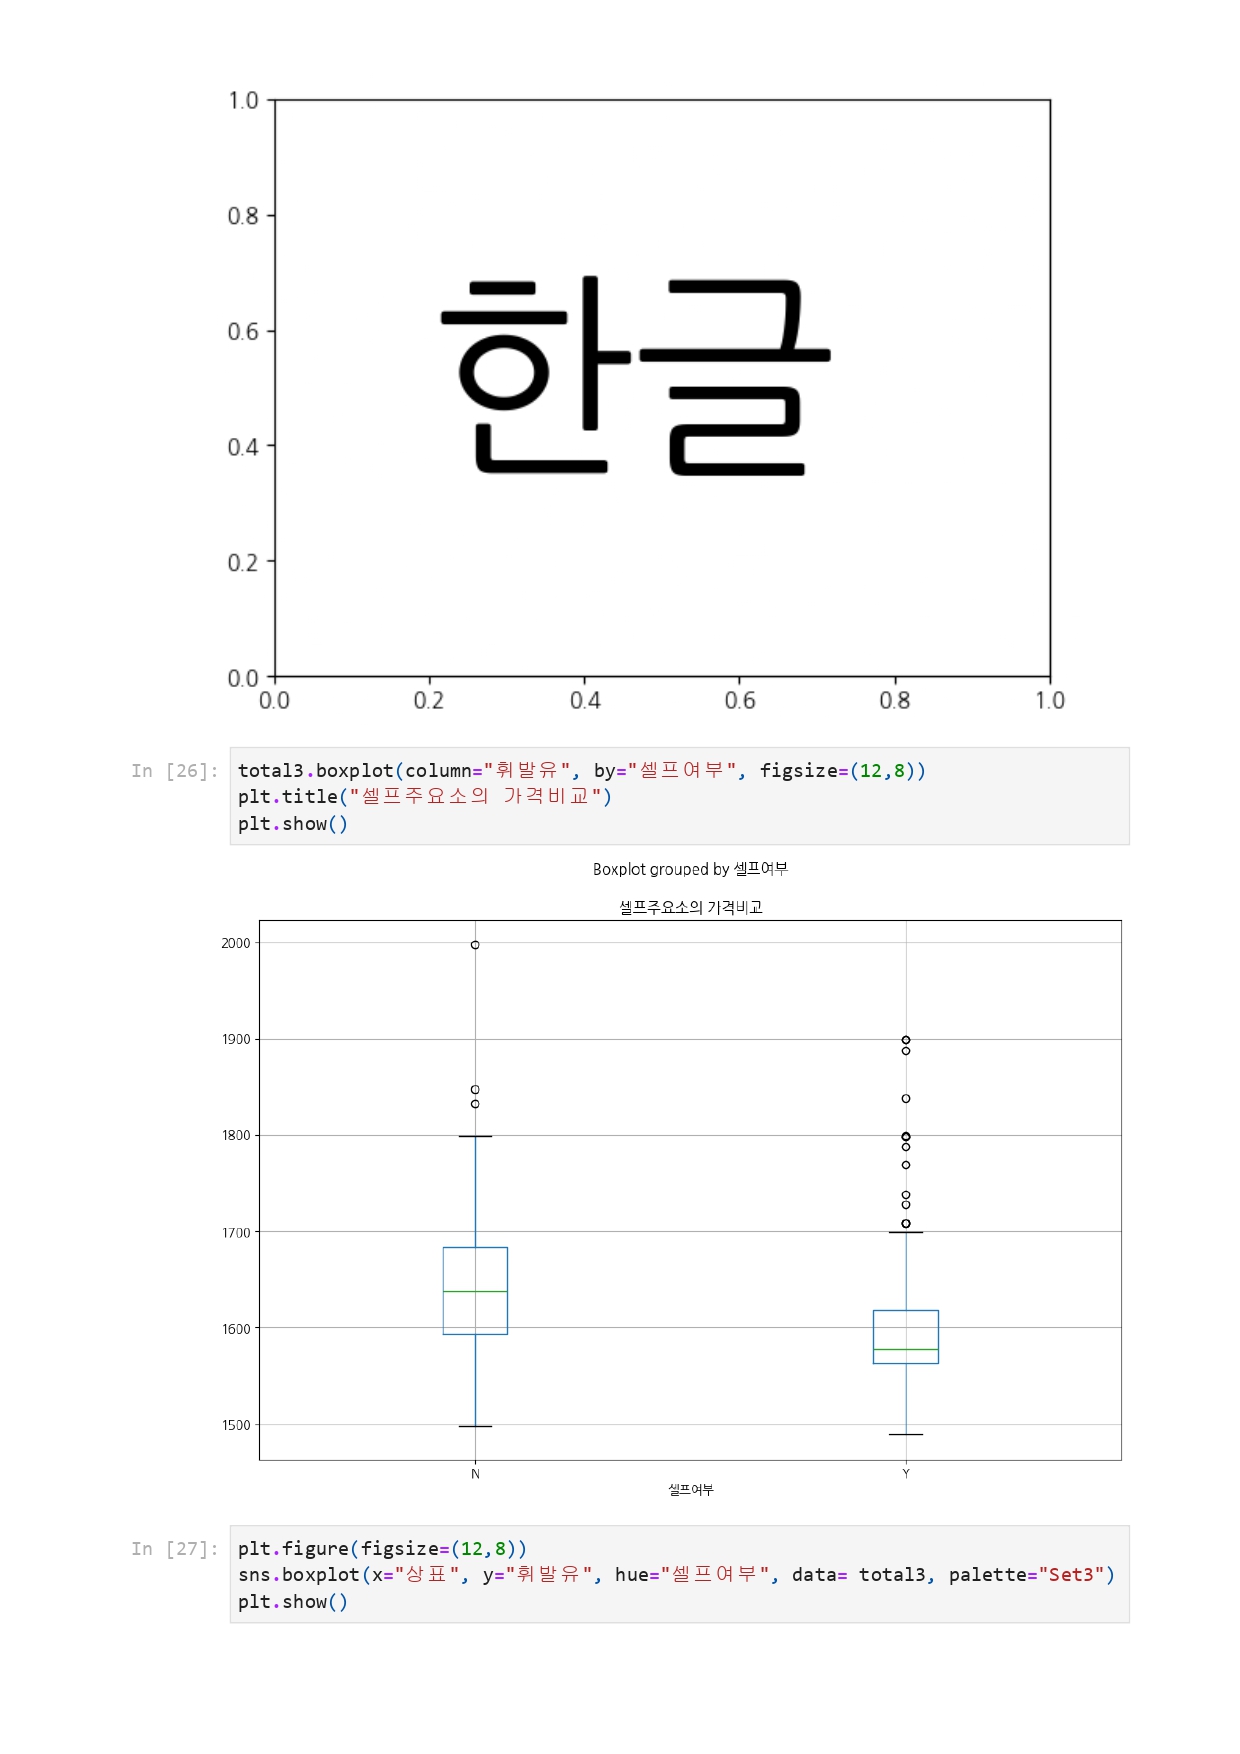 1.0
0.8
한글
0.6
0.4
0.2
0.0
0.0 0.2 0.4 0.6 0.8 1.0
In [26]: total3.boxplot(column="휘발유", by="셀프여부", figsize=(12,8))
plt.title("셀프주요소의 가격비교")
plt.show()
Boxplot grouped by 셀프여부
셀프주요소의 가격비교
2000
1900
1800
1700
1600
1500
N Y
셀프여부
In [27]: plt.figure(figsize=(12,8))
sns.boxplot(x="상표", y="휘발유", hue="셀프여부", data= total3, palette="Set3")
plt.show()